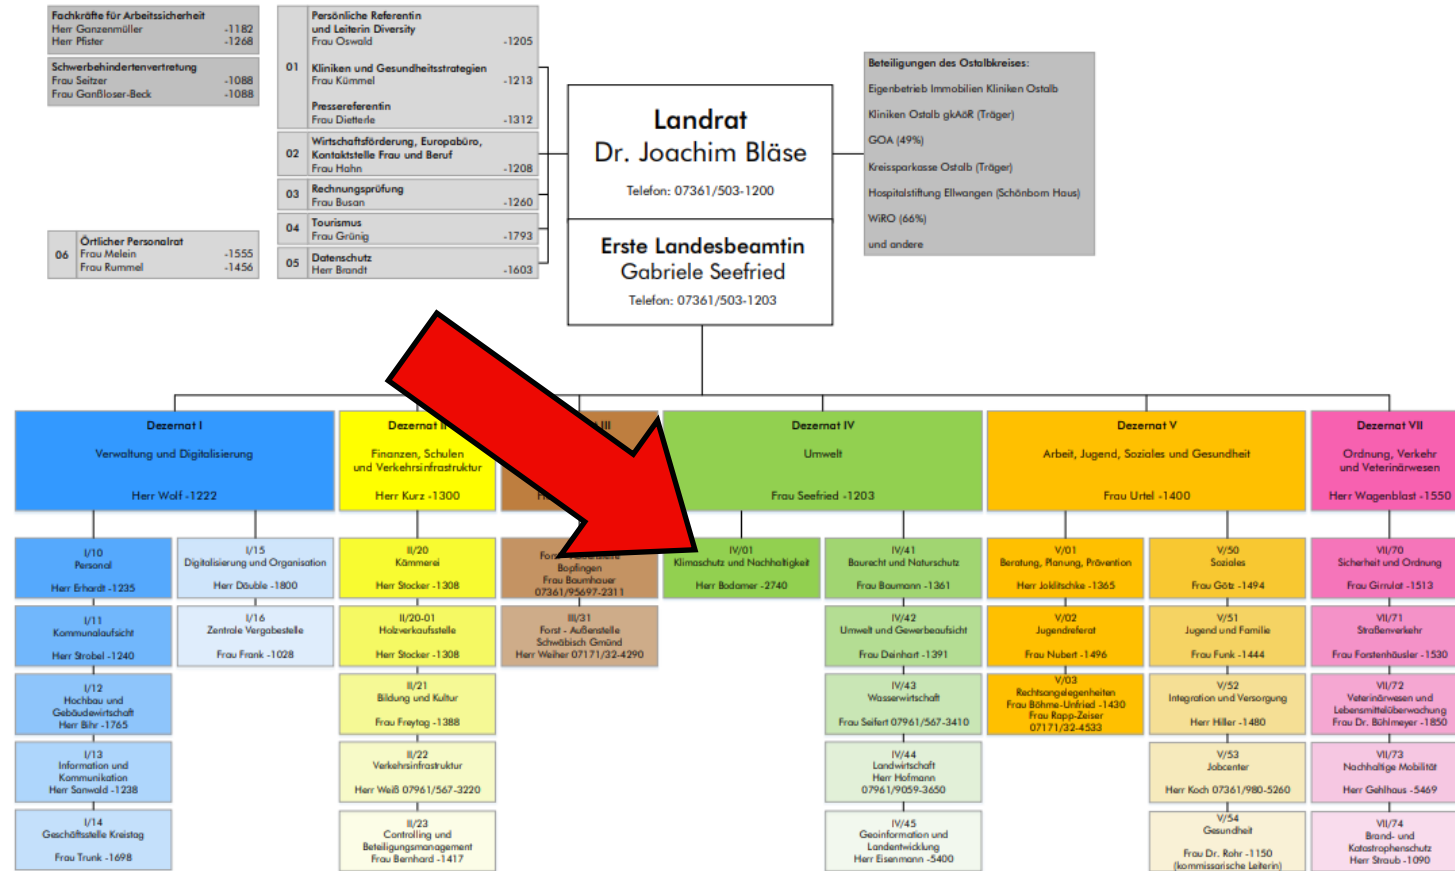 Fachkräfte für Arbeitssicherheit
Herr Ganzenmüller -1182
Herr Pfister -1268
Schwerbehindertenvertretung
Frau Seitzer -1088
Frau Ganßloser-Beck -1088
06
Örtlicher Personalrat
Frau Melein -1555
Frau Rummel -1456
01
Persönliche Referentin
und Leiterin Diversity
Frau Oswald -1205
Kliniken und Gesundheitsstrategien
Frau Kümmel -1213
Pressereferentin
Frau Dietterle -1312
02
Wirtschaftsförderung, Europabüro,
Kontaktstelle Frau und Beruf
Frau Hahn -1208
03
Rechnungsprüfung
Frau Busan -1260
04
Tourismus
Frau Grünig -1793
05
Datenschutz
Herr Brandt -1603
Landrat
Dr. Joachim Bläse
Telefon: 07361/503-1200
Erste Landesbeamtin
Gabriele Seefried
Telefon: 07361/503-1203
Beteiligungen des Ostalbkreises:
Eigenbetrieb Immobilien Kliniken Ostalb
Kliniken Ostalb gkAöR (Träger)
GOA (49%)
Kreissparkasse Ostalb (Träger)
Hospitalstiftung Ellwangen (Schönborn Haus)
WiRO (66%)
und andere
Dezernat I
Verwaltung und Digitalisierung
Herr Wolf -1222
I/10
Personal
Herr Erhardt -1235
I/11
Kommunalaufsicht
Herr Strobel -1240
I/12
Hochbau und
Gebäudewirtschaft
Herr Bihr -1765
I/13
Information und
Kommunikation
Herr Sanwald -1238
I/14
Geschäftsstelle Kreistag
Frau Trunk -1698
I/15
Digitalisierung und Organisation
Herr Däuble -1800
I/16
Zentrale Vergabestelle
Frau Frank -1028
Dezernat II
Finanzen, Schulen
und Verkehrsinfrastruktur
Herr Kurz -1300
II/20
Kämmerei
Herr Stocker -1308
II/20-01
Holzverkaufsstelle
Herr Stocker -1308
II/21
Bildung und Kultur
Frau Freytag -1388
II/22
Verkehrsinfrastruktur
Herr Weiß 07961/567-3220
II/23
Controlling und
Beteiligungsmanagement
Frau Bernhard -1417
III
Bopfingen
Frau Baumhauer
07361/95697-2311
III/31
Forst - Außenstelle
Schwäbisch Gmünd
Herr Weiher 07171/32-4290
Dezernat IV
Umwelt
Frau Seefried -1203
IV/01
Klimaschutz und Nachhaltigkeit
Herr Bodamer -2740
IV/41
Baurecht und Naturschutz
Frau Baumann -1361
IV/42
Umwelt und Gewerbeaufsicht
Frau Deinhart -1391
IV/43
Wasserwirtschaft
Frau Seifert 07961/567-3410
IV/44
Landwirtschaft
Herr Hofmann
07961/9059-3650
IV/45
Geoinformation und
Landentwicklung
Herr Eisenmann -5400
Dezernat V
Arbeit, Jugend, Soziales und Gesundheit
Frau Urtel -1400
V/01
Beratung, Planung, Prävention
Herr Joklitschke -1365
V/02
Jugendreferat
Frau Nubert -1496
V/03
Rechtsangelegenheiten
Frau Böhme-Unfried -1430
Frau Rapp-Zeiser
07171/32-4533
V/50
Soziales
Frau Götz -1494
V/51
Jugend und Familie
Frau Funk -1444
V/52
Integration und Versorgung
Herr Hiller -1480
V/53
Jobcenter
Herr Koch 07361/980-5260
V/54
Gesundheit
Frau Dr. Rohr -1150
(kommissarische Leiterin)
Dezernat VII
Ordnung, Verkehr
und Veterinärwesen
Herr Wagenblast -1550
VII/70
Sicherheit und Ordnung
Frau Girrulat -1513
VII/71
Straßenverkehr
Frau Forstenhäusler -1530
VII/72
Veterinärwesen und
Lebensmittelüberwachung
Frau Dr. Bühlmeyer -1850
VII/73
Nachhaltige Mobilität
Herr Gehlhaus -5469
VII/74
Brand- und
Katastrophenschutz
Herr Straub -1090